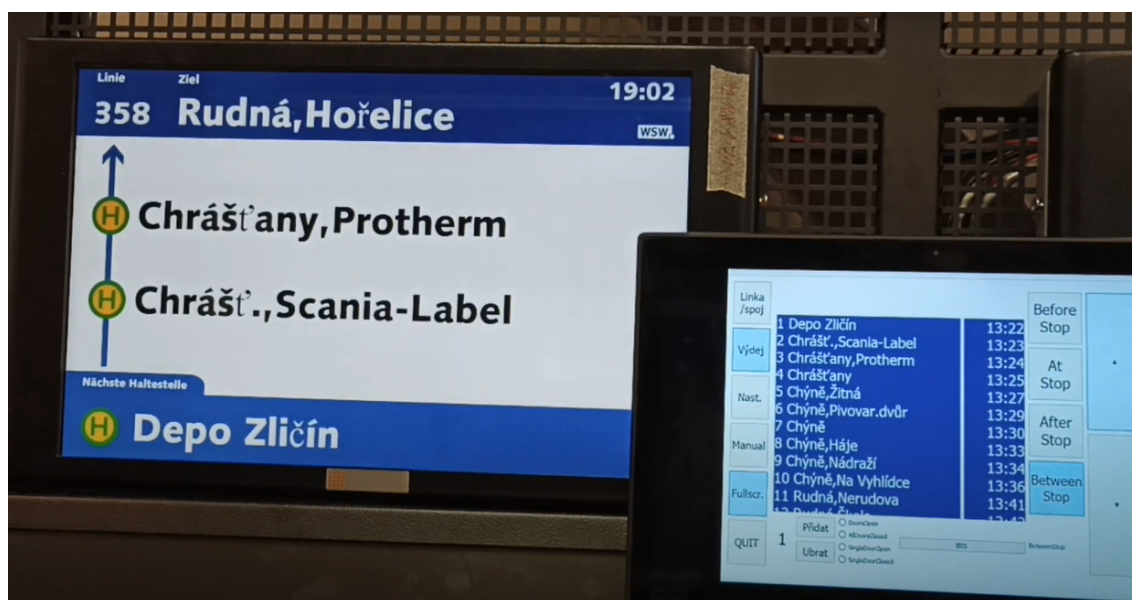 Linie Ziel
358 Rudná,Hořelice
19:02
WSW.
Chrášťany,Protherm
Chrášť.,Scania-Label
Nächste Haltestelle
Depo Zličín
Linka
/spoj
Výdej
Nast.
Manual
Fullscr.
QUIT
1 Depo Zličín 13:22
2 Chrášť.,Scania-Label 13:23
3 Chrášťany,Protherm 13:24
4 Chrášťany 13:25
5 Chýně,Žitná 13:27
6 Chýně,Pivovar.dvůr 13:29
7 Chýně 13:30
8 Chýně,Háje 13:33
9 Chýně,Nádraží 13:34
10 Chýně,Na Vyhlídce 13:36
11 Rudná,Nerudova 13:41
Before
Stop
At
Stop
After
Stop
Between
Stop
1
Přidat
Ubrat
DoorsOpen
AllDoorsClosed
SingleDoorOpen
SingleDoorClosed
IBIS
BetweenStop